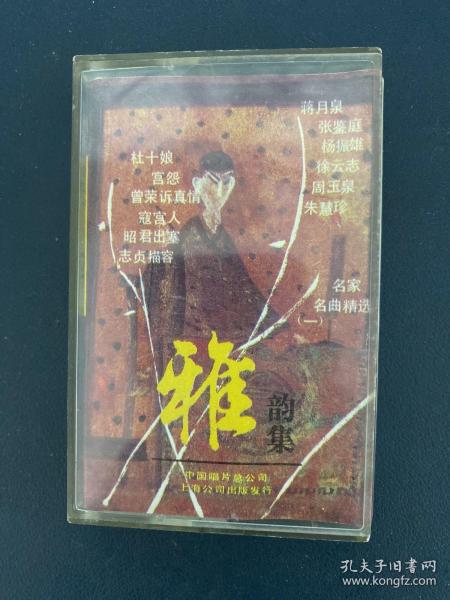 杜十娘
宫怨
曾荣诉真情
寇宫人
昭君出塞
志贞描容
蒋月泉
张鉴庭
杨振雄
徐云志
周玉泉
朱慧珍
名家
名曲精选
(一)
雅
韵集
中国唱片总公司
上海公司出版发行
孔夫子旧书网
www.kongfz.com